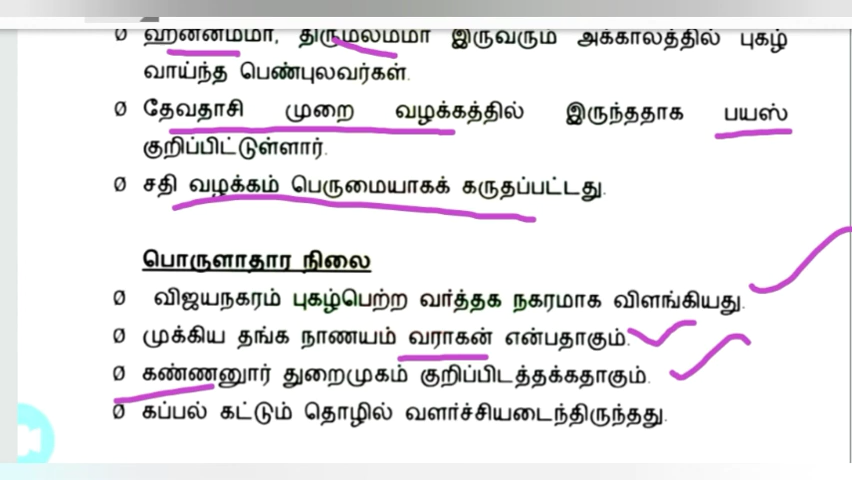 Ø ஹன்னம்மா, திருமலம்மா இருவரும் அக்காலத்தில் புகழ்
வாய்ந்த பெண்புலவர்கள்.
Ø தேவதாசி முறை வழக்கத்தில் இருந்ததாக பயஸ்
குறிப்பிட்டுள்ளார்.
Ø சதி வழக்கம் பெருமையாகக் கருதப்பட்டது.
பொருளாதார நிலை
Ø விஜயநகரம் புகழ்பெற்ற வர்த்தக நகரமாக விளங்கியது.
Ø முக்கிய தங்க நாணயம் வராகன் என்பதாகும்.
Ø கண்ணனூர் துறைமுகம் குறிப்பிடத்தக்கதாகும்.
Ø கப்பல் கட்டும் தொழில் வளர்ச்சியடைந்திருந்தது.